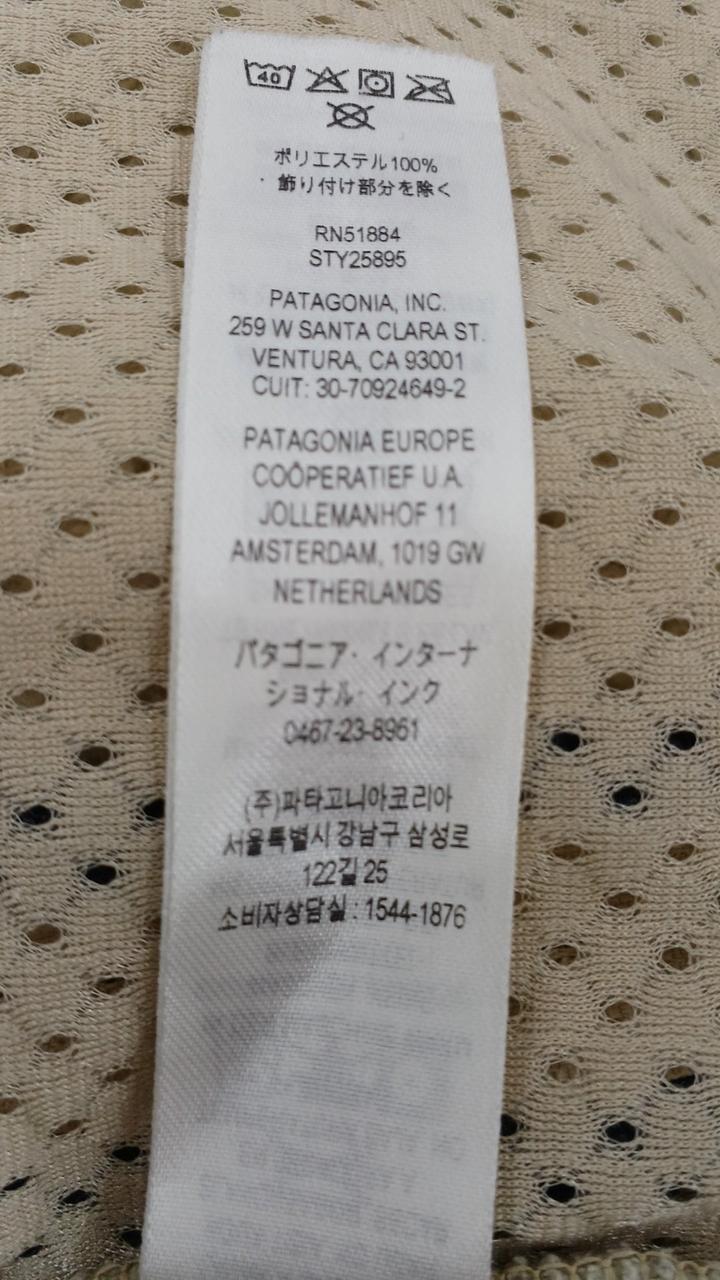 40
ポリエステル100%
・飾り付け部分を除く
RN51884
STY25895
PATAGONIA, INC.
259 W SANTA CLARA ST.
VENTURA, CA 93001
CUIT: 30-70924649-2
PATAGONIA EUROPE
COÖPERATIEF U.A.
JOLLEMANHOF 11
AMSTERDAM, 1019 GW
NETHERLANDS
パタゴニア・インターナ
ショナル・インク
0467-23-8961
(주)파타고니아코리아
서울특별시 강남구 삼성로
122길 25
소비자상담실 : 1544-1876